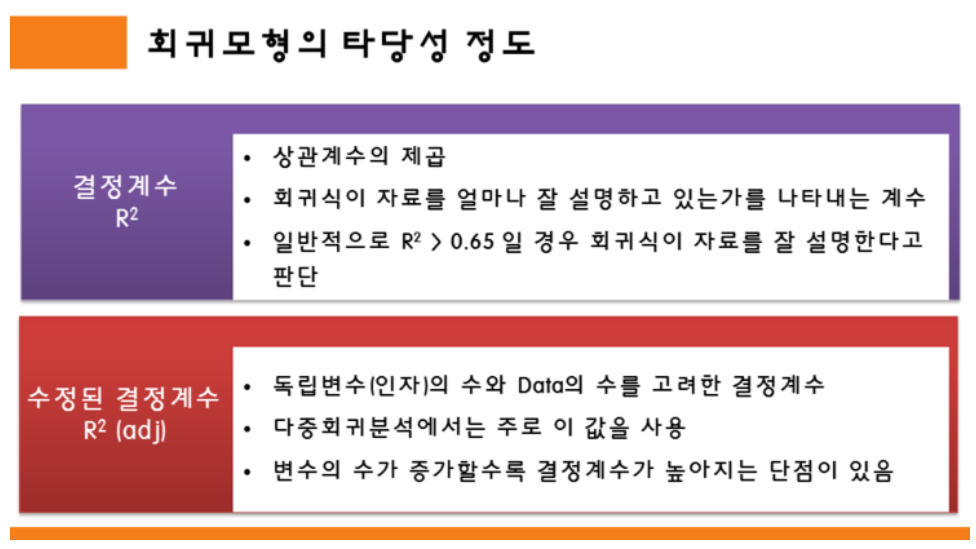 회귀모형의 타당성 정도
결정계수
R²
• 상관계수의 제곱
• 회귀식이 자료를 얼마나 잘 설명하고 있는가를 나타내는 계수
• 일반적으로 R² > 0.65 일 경우 회귀식이 자료를 잘 설명한다고
판단
수정된 결정계수
R² (adj)
• 독립변수(인자)의 수와 Data의 수를 고려한 결정계수
• 다중회귀분석에서는 주로 이 값을 사용
• 변수의 수가 증가할수록 결정계수가 높아지는 단점이 있음